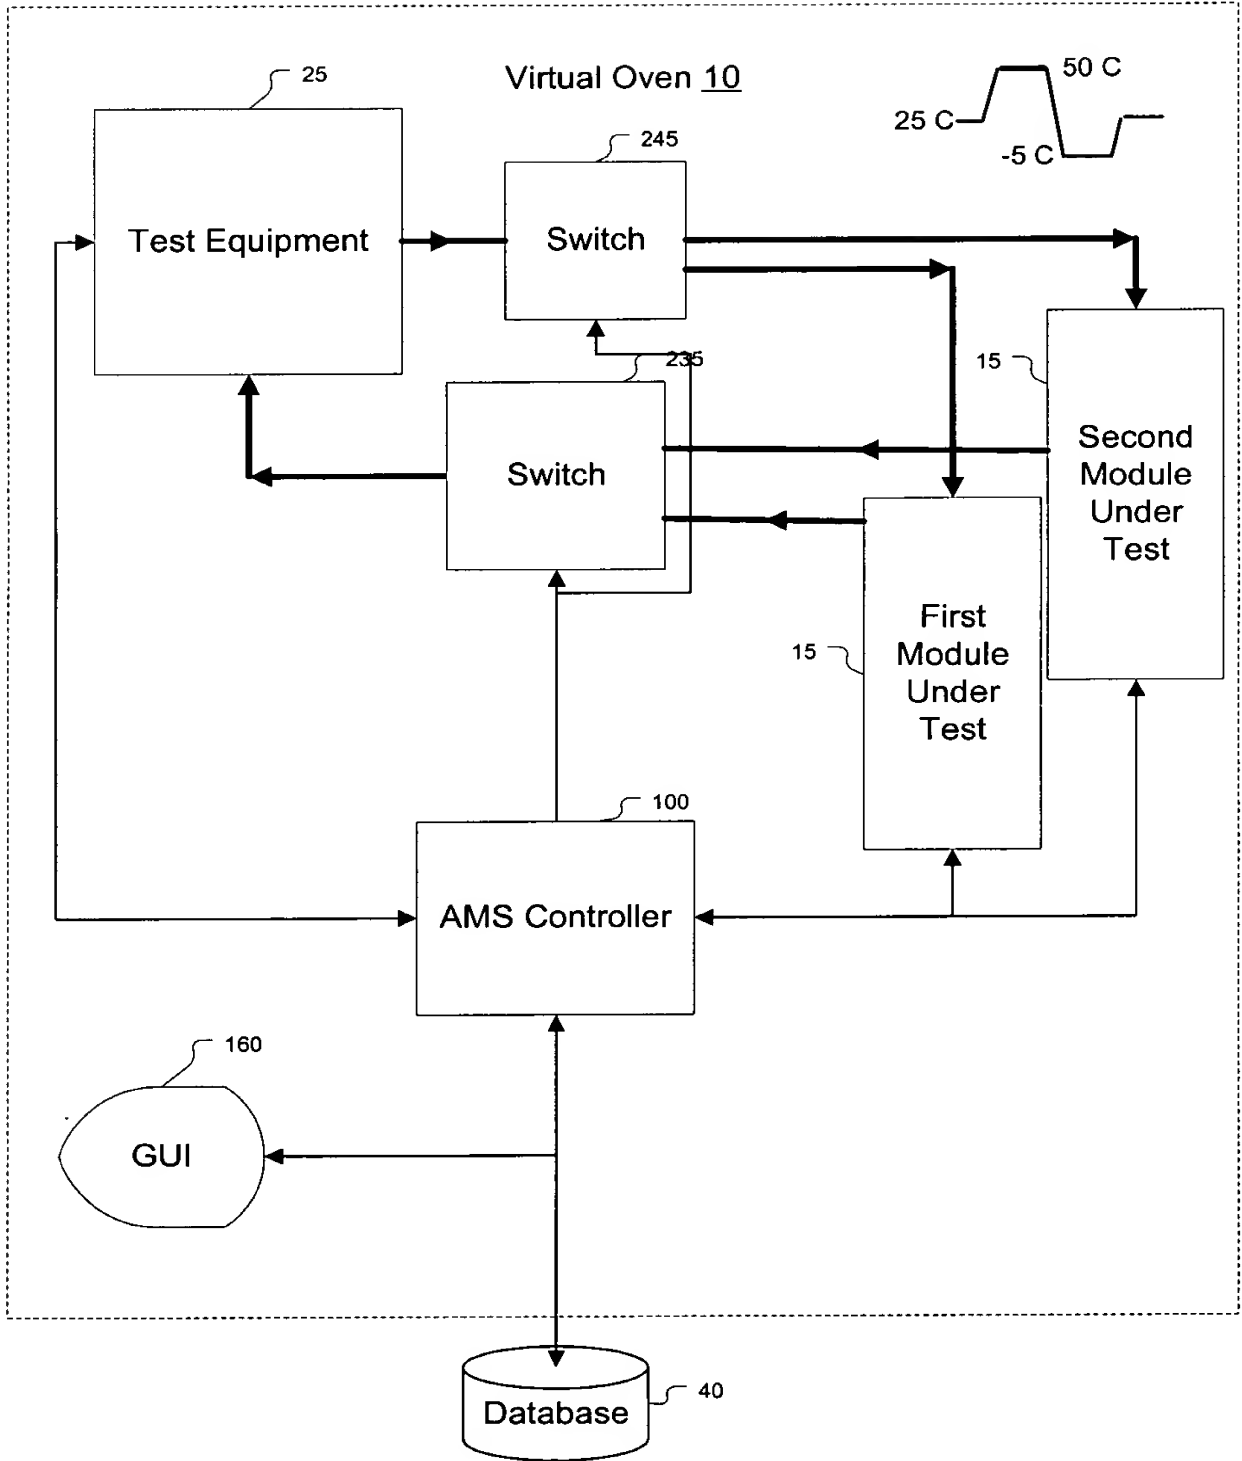 25
Virtual Oven 10
50 C
25 C
-5 C
245
Test Equipment
Switch
235
15
Switch
Second
Module
Under
Test
15
First
Module
Under
Test
100
AMS Controller
160
GUI
40
Database